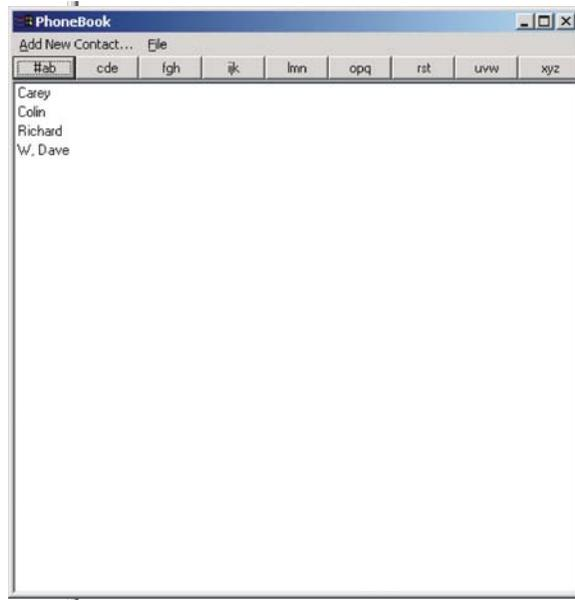 PhoneBook
Add New Contact... File
#ab cde fgh ijk lmn opq rst uvw xyz
Carey
Colin
Richard
W, Dave